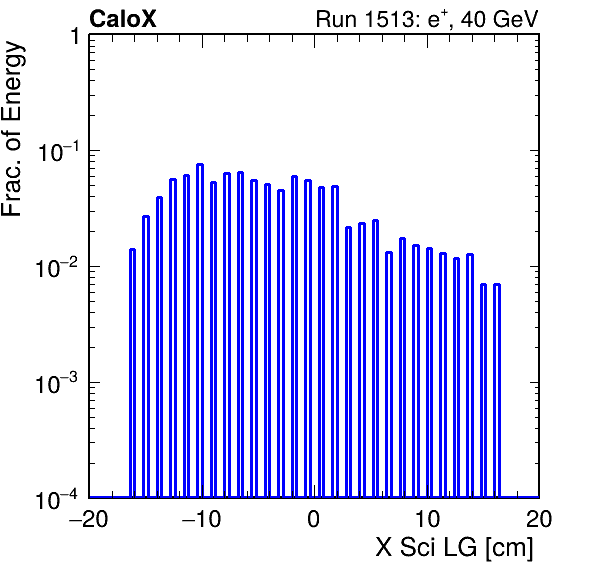 CaloX Run 1513: e⁺, 40 GeV
Frac. of Energy
1
10⁻¹
10⁻²
10⁻³
10⁻⁴
−20 −10 0 10 20
X Sci LG [cm]